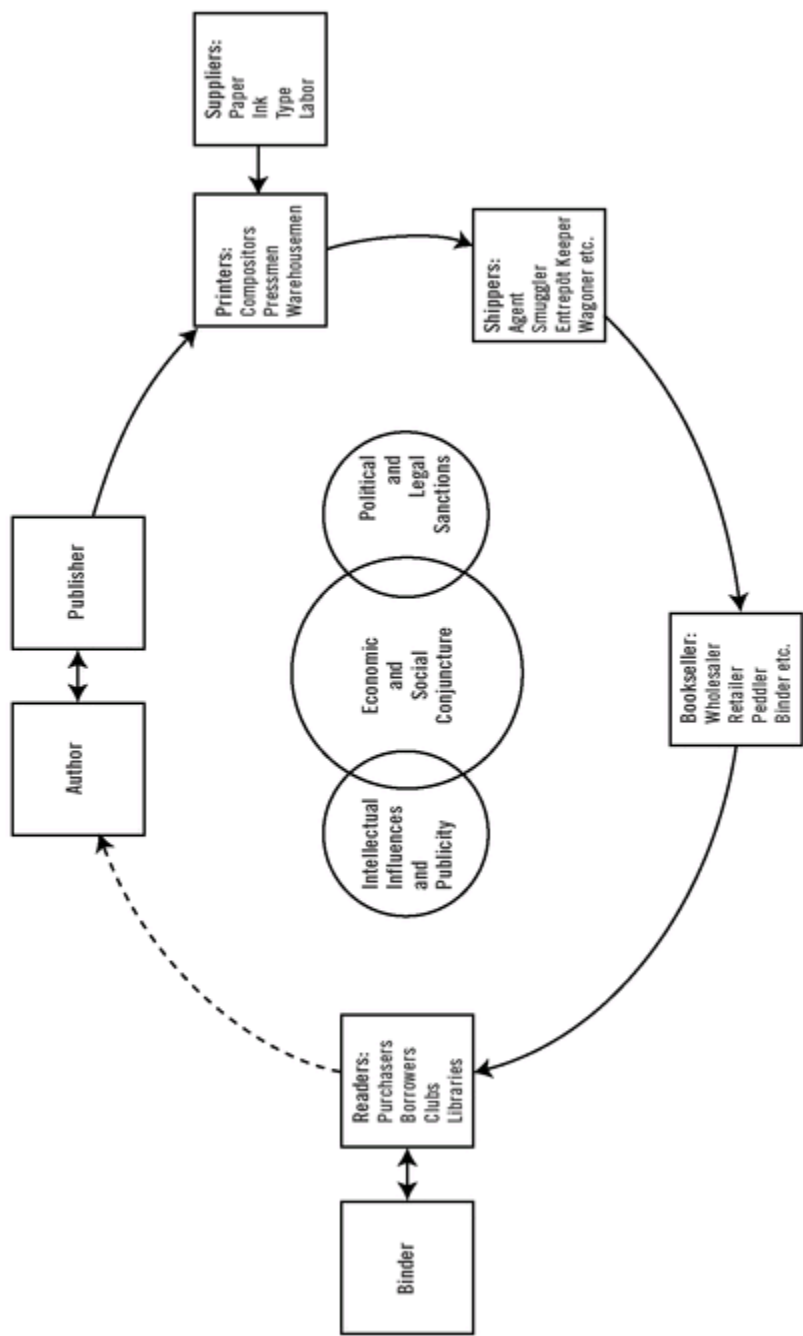 Author
Publisher
Suppliers:
Paper
Ink
Type
Labor
Printers:
Compositors
Pressmen
Warehousemen
Intellectual
Influences
and
Publicity
Economic
and
Social
Conjuncture
Political
and
Legal
Sanctions
Binder
Readers:
Purchasers
Borrowers
Clubs
Libraries
Shippers:
Agent
Smuggler
Entrepôt Keeper
Wagoner etc.
Bookseller:
Wholesaler
Retailer
Peddler
Binder etc.